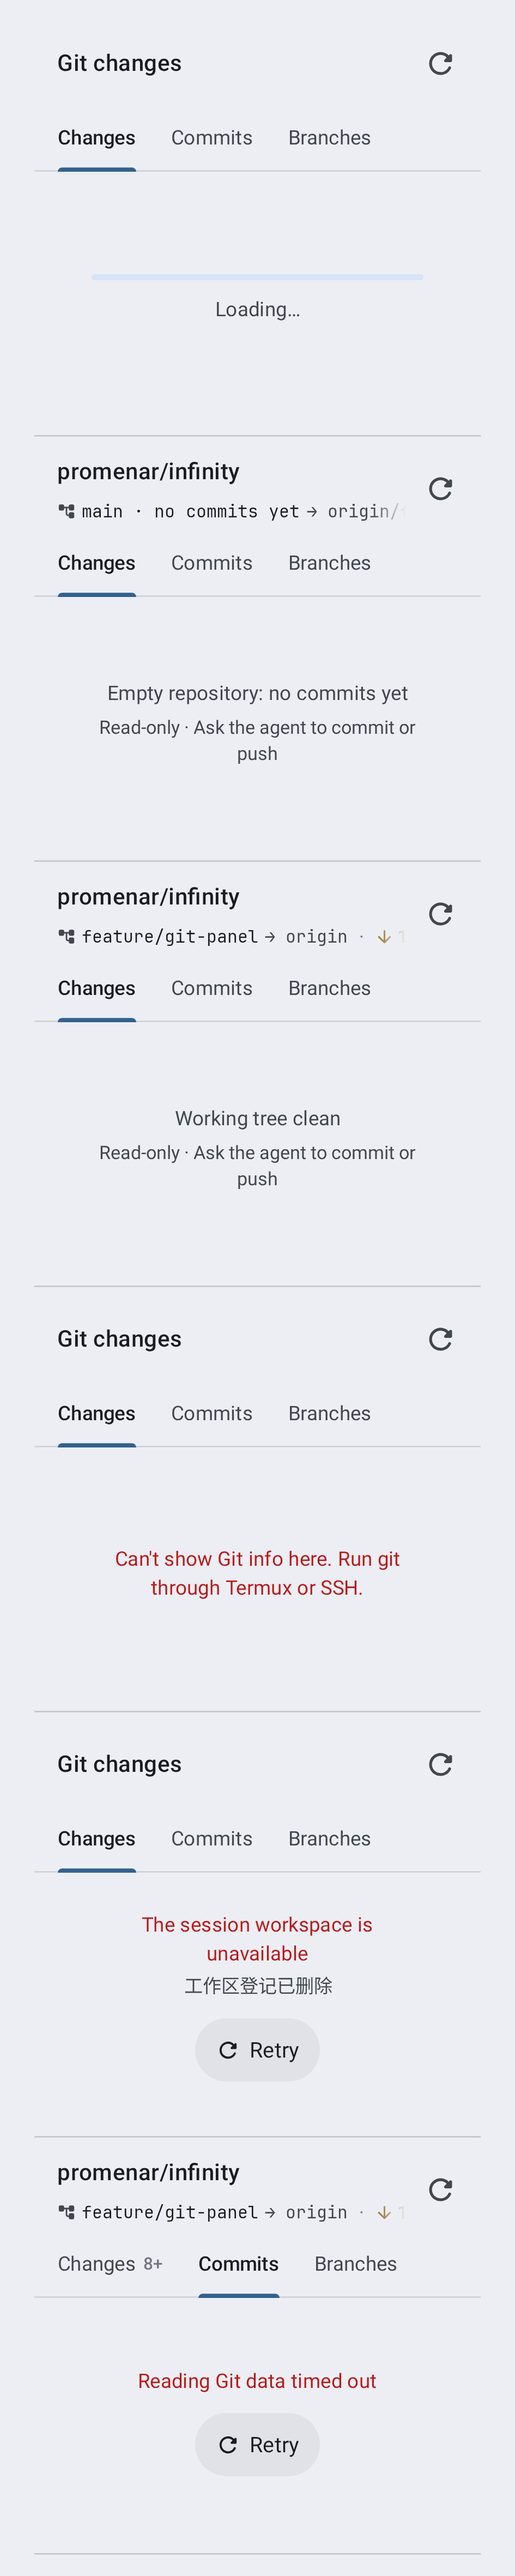 Git changes
Changes Commits Branches
Loading...
promenar/infinity
main · no commits yet → origin/
Changes Commits Branches
Empty repository: no commits yet
Read-only · Ask the agent to commit or
push
promenar/infinity
feature/git-panel → origin · ↓ 1
Changes Commits Branches
Working tree clean
Read-only · Ask the agent to commit or
push
Git changes
Changes Commits Branches
Can't show Git info here. Run git
through Termux or SSH.
Git changes
Changes Commits Branches
The session workspace is
unavailable
工作区登记已删除
Retry
promenar/infinity
feature/git-panel → origin · ↓ 1
Changes 8+ Commits Branches
Reading Git data timed out
Retry